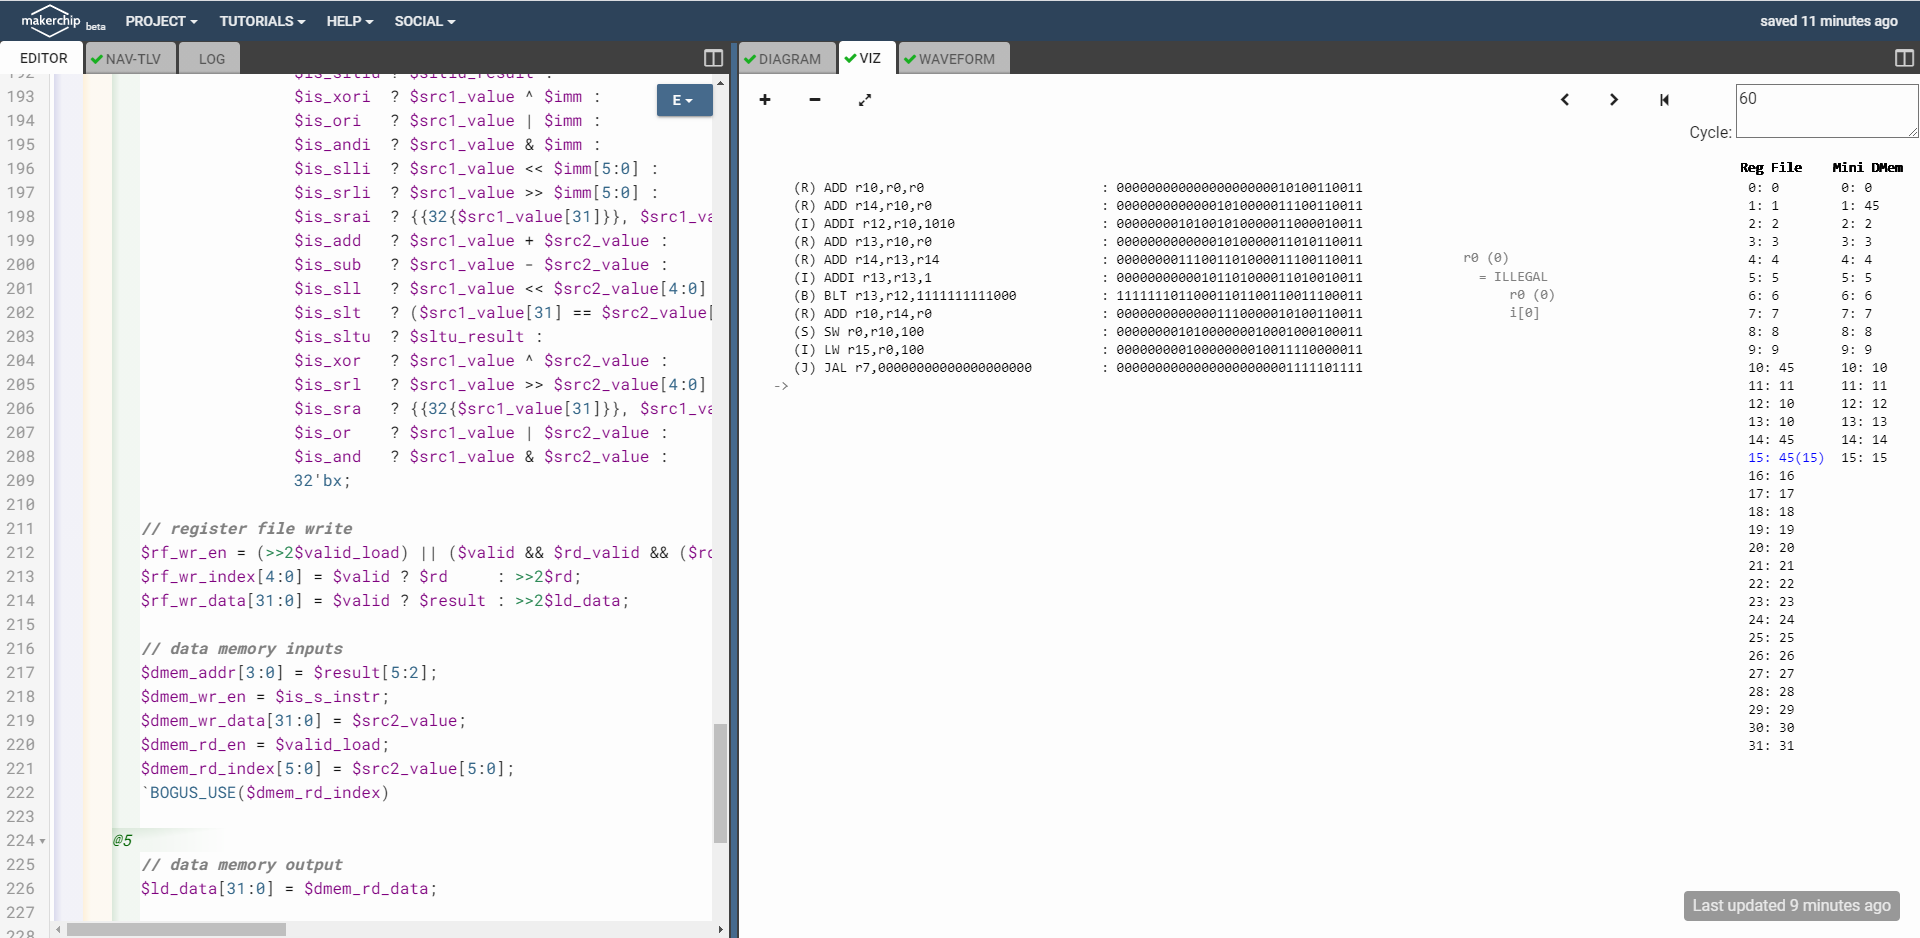 makerchip beta PROJECT TUTORIALS HELP SOCIAL saved 11 minutes ago
EDITOR NAV-TLV LOG DIAGRAM VIZ WAVEFORM
192 $is_sltiu ? $sltiu_result :
193 $is_xori ? $src1_value ^ $imm :
194 $is_ori ? $src1_value | $imm :
195 $is_andi ? $src1_value & $imm :
196 $is_slli ? $src1_value << $imm[5:0] :
197 $is_srli ? $src1_value >> $imm[5:0] :
198 $is_srai ? {{32{$src1_value[31]}}, $src1_va
199 $is_add ? $src1_value + $src2_value :
200 $is_sub ? $src1_value - $src2_value :
201 $is_sll ? $src1_value << $src2_value[4:0]
202 $is_slt ? ($src1_value[31] == $src2_value[
203 $is_sltu ? $sltu_result :
204 $is_xor ? $src1_value ^ $src2_value :
205 $is_srl ? $src1_value >> $src2_value[4:0]
206 $is_sra ? {{32{$src1_value[31]}}, $src1_va
207 $is_or ? $src1_value | $src2_value :
208 $is_and ? $src1_value & $src2_value :
209 32'bx;
210
211 // register file write
212 $rf_wr_en = (>>2$valid_load) || ($valid && $rd_valid && ($rd
213 $rf_wr_index[4:0] = $valid ? $rd : >>2$rd;
214 $rf_wr_data[31:0] = $valid ? $result : >>2$ld_data;
215
216 // data memory inputs
217 $dmem_addr[3:0] = $result[5:2];
218 $dmem_wr_en = $is_s_instr;
219 $dmem_wr_data[31:0] = $src2_value;
220 $dmem_rd_en = $valid_load;
221 $dmem_rd_index[5:0] = $src2_value[5:0];
222 `BOGUS_USE($dmem_rd_index)
223
224 @5
225 // data memory output
226 $ld_data[31:0] = $dmem_rd_data;
227
228
E
60
Cycle:
(R) ADD r10,r0,r0 : 00000000000000000000010100110011
(R) ADD r14,r10,r0 : 00000000000001010000011100110011
(I) ADDI r12,r10,1010 : 00000000101001010000011000010011
(R) ADD r13,r10,r0 : 00000000000001010000011010110011
(R) ADD r14,r13,r14 : 00000000111001101000011100110011
(I) ADDI r13,r13,1 : 00000000000101101000011010010011
(B) BLT r13,r12,1111111111000 : 11111110110001101100110011100011
(R) ADD r10,r14,r0 : 00000000000001110000010100110011
(S) SW r0,r10,100 : 00000000101000000010001000100011
(I) LW r15,r0,100 : 00000000010000000010011110000011
(J) JAL r7,00000000000000000000 : 00000000000000000000001111101111
->
r0 (0)
= ILLEGAL
r0 (0)
i[0]
Reg File Mini DMem
0: 0 0: 0
1: 1 1: 45
2: 2 2: 2
3: 3 3: 3
4: 4 4: 4
5: 5 5: 5
6: 6 6: 6
7: 7 7: 7
8: 8 8: 8
9: 9 9: 9
10: 45 10: 10
11: 11 11: 11
12: 10 12: 12
13: 10 13: 13
14: 45 14: 14
15: 45(15) 15: 15
16: 16
17: 17
18: 18
19: 19
20: 20
21: 21
22: 22
23: 23
24: 24
25: 25
26: 26
27: 27
28: 28
29: 29
30: 30
31: 31
Last updated 9 minutes ago